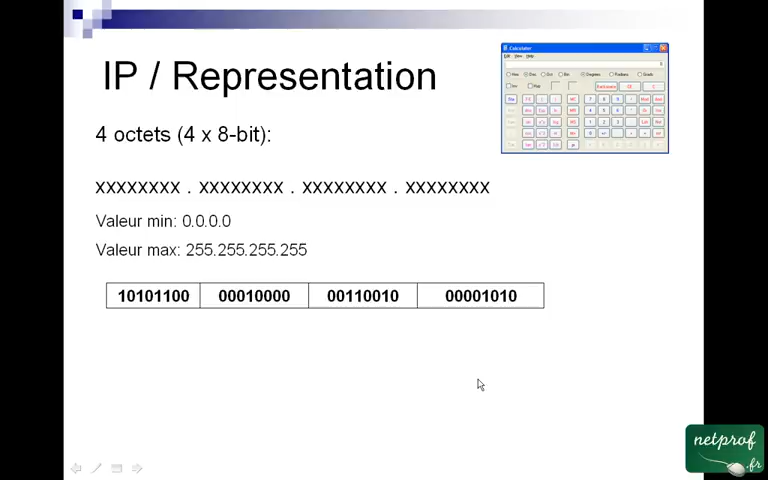 IP / Representation
Calculator
4 octets (4 x 8-bit):
xxxxxxxx . xxxxxxxx . xxxxxxxx . xxxxxxxx
Valeur min: 0.0.0.0
Valeur max: 255.255.255.255
10101100 00010000 00110010 00001010
netprof
.fr